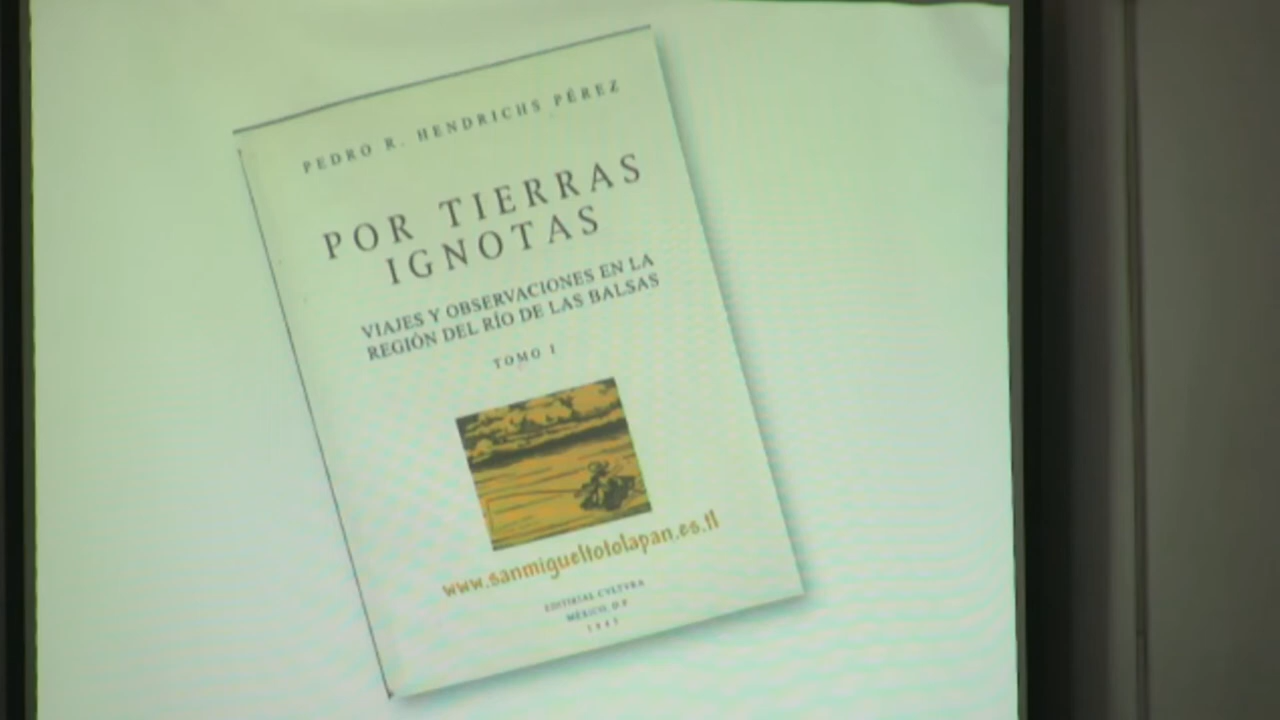 PEDRO R. HENDRICHS PÉREZ
POR TIERRAS
IGNOTAS
VIAJES Y OBSERVACIONES EN LA
REGIÓN DEL RÍO DE LAS BALSAS
TOMO I
www.sanmigueltotolapan.es.tl
EDITORIAL CVLTVRA
MÉXICO, D.F